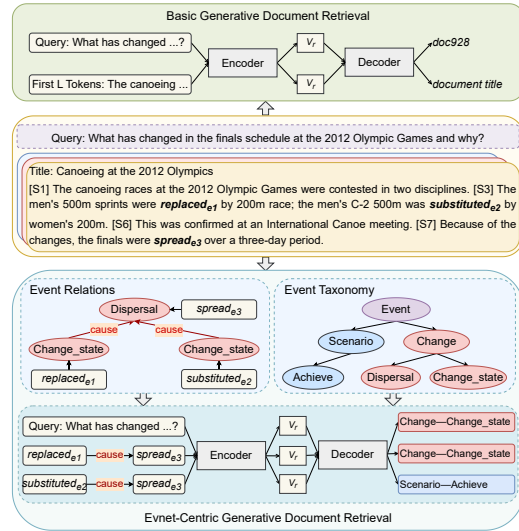 Basic Generative Document Retrieval
Query: What has changed ...?
First L Tokens: The canoeing ...
Encoder
Vr
Vr
Decoder
doc928
document title
Query: What has changed in the finals schedule at the 2012 Olympic Games and why?
Title: Canoeing at the 2012 Olympics
[S1] The canoeing races at the 2012 Olympic Games were contested in two disciplines. [S3] The
men's 500m sprints were replaced_e1 by 200m race; the men's C-2 500m was substituted_e2 by
women's 200m. [S6] This was confirmed at an International Canoe meeting. [S7] Because of the
changes, the finals were spread_e3 over a three-day period.
Event Relations
Dispersal
spread_e3
cause
cause
Change_state
Change_state
replaced_e1
substituted_e2
Event Taxonomy
Event
Scenario
Change
Achieve
Dispersal
Change_state
Query: What has changed ...?
replaced_e1
cause
spread_e3
substituted_e2
cause
spread_e3
Encoder
Vr
Vr
Vr
Decoder
Change—Change_state
Change—Change_state
Scenario—Achieve
Evnet-Centric Generative Document Retrieval